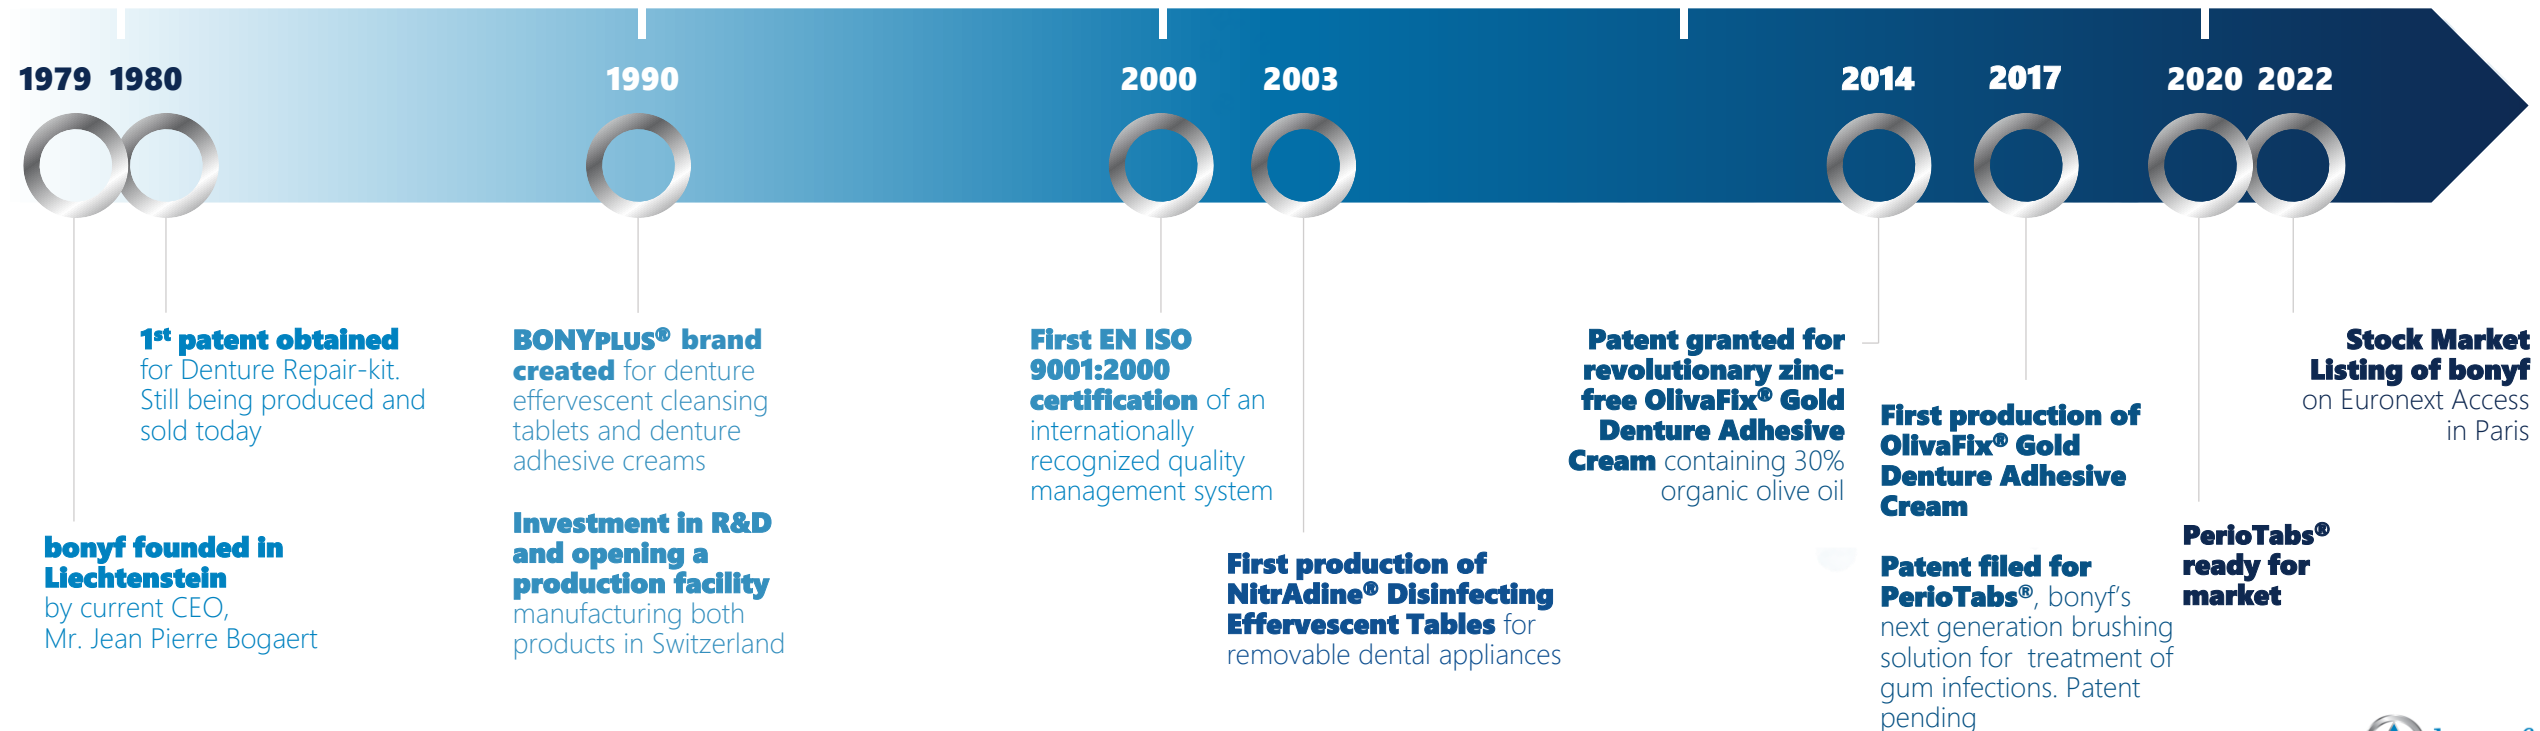 1979 1980 1990 2000 2003 2014 2017 2020 2022
bonyf founded in
Liechtenstein
by current CEO,
Mr. Jean Pierre Bogaert
1st patent obtained
for Denture Repair-kit.
Still being produced and
sold today
BONYPLUS® brand
created for denture
effervescent cleansing
tablets and denture
adhesive creams
Investment in R&D
and opening a
production facility
manufacturing both
products in Switzerland
First EN ISO
9001:2000
certification of an
internationally
recognized quality
management system
First production of
NitrAdine® Disinfecting
Effervescent Tables for
removable dental appliances
Patent granted for
revolutionary zinc-
free OlivaFix® Gold
Denture Adhesive
Cream containing 30%
organic olive oil
First production of
OlivaFix® Gold
Denture Adhesive
Cream
Patent filed for
PerioTabs®, bonyf's
next generation brushing
solution for treatment of
gum infections. Patent
pending
PerioTabs®
ready for
market
Stock Market
Listing of bonyf
on Euronext Access
in Paris